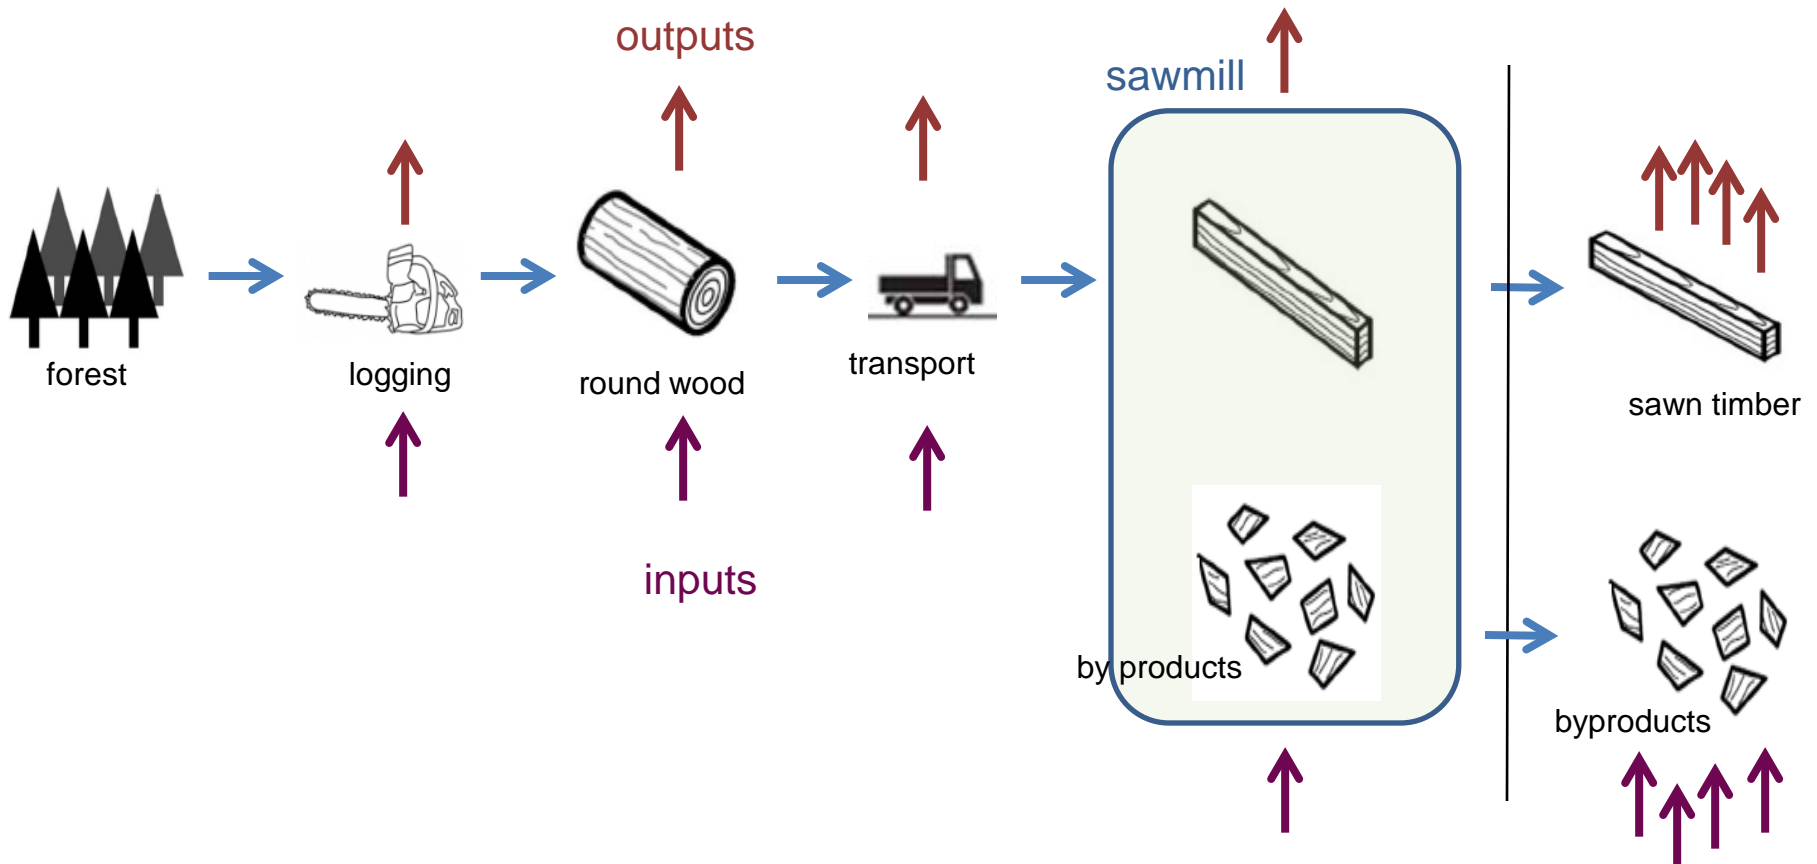 outputs
sawmill
forest
logging
round wood
transport
sawn timber
inputs
by products
byproducts